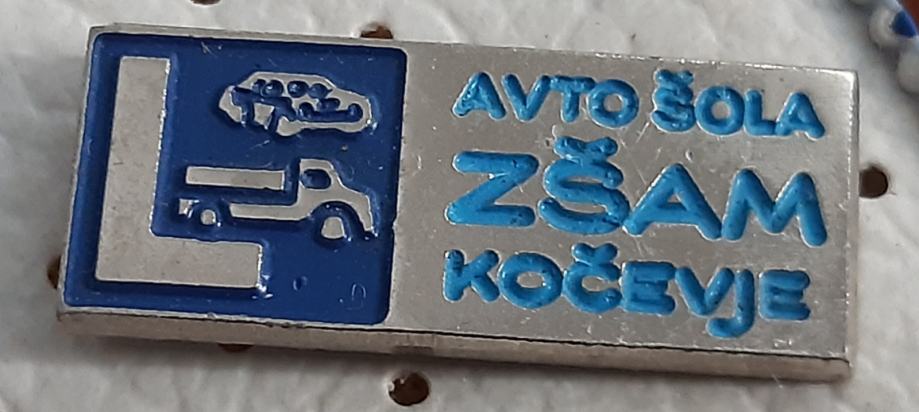 L
AVTO ŠOLA
ZŠAM
KOČEVJE